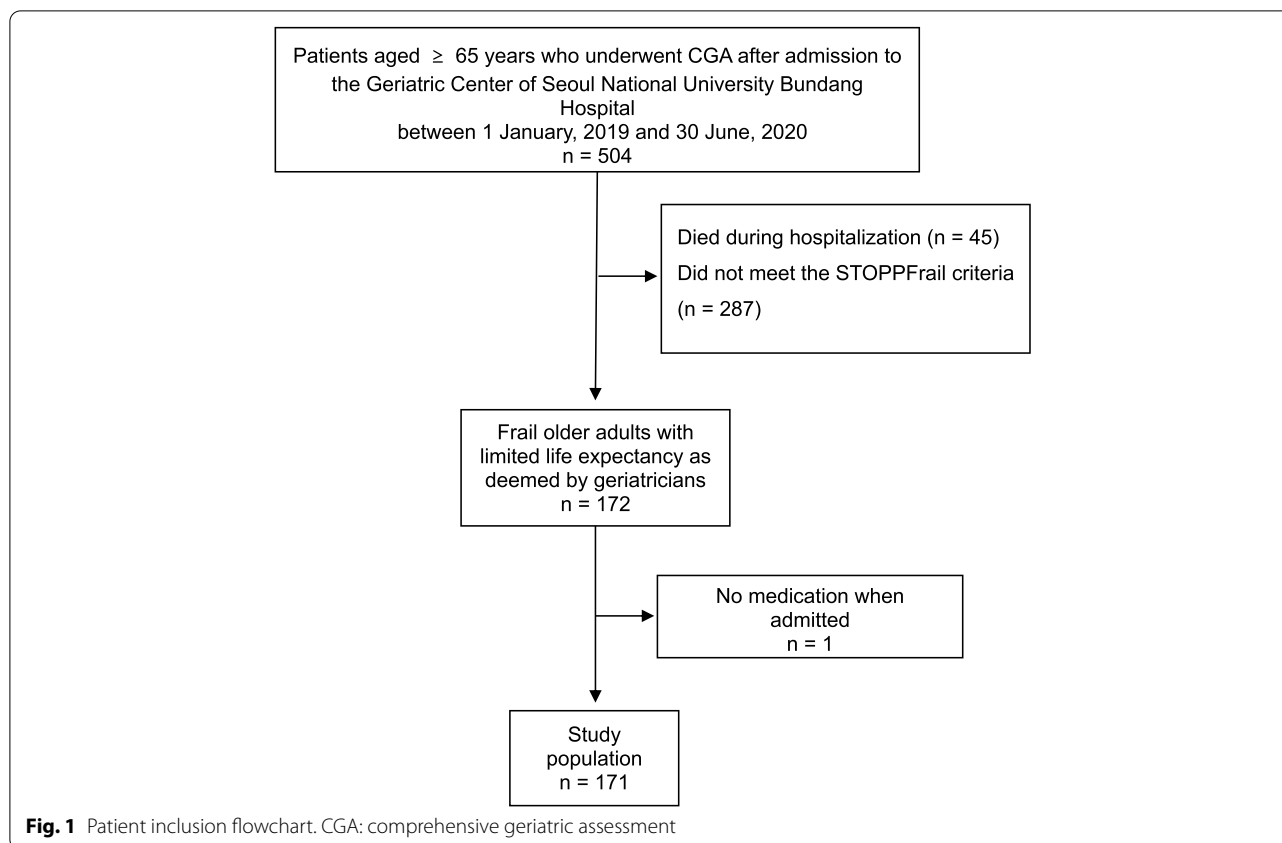 Patients aged ≥ 65 years who underwent CGA after admission to
the Geriatric Center of Seoul National University Bundang
Hospital
between 1 January, 2019 and 30 June, 2020
n = 504
Died during hospitalization (n = 45)
Did not meet the STOPPFrail criteria
(n = 287)
Frail older adults with
limited life expectancy as
deemed by geriatricians
n = 172
No medication when
admitted
n = 1
Study
population
n = 171
Fig. 1 Patient inclusion flowchart. CGA: comprehensive geriatric assessment